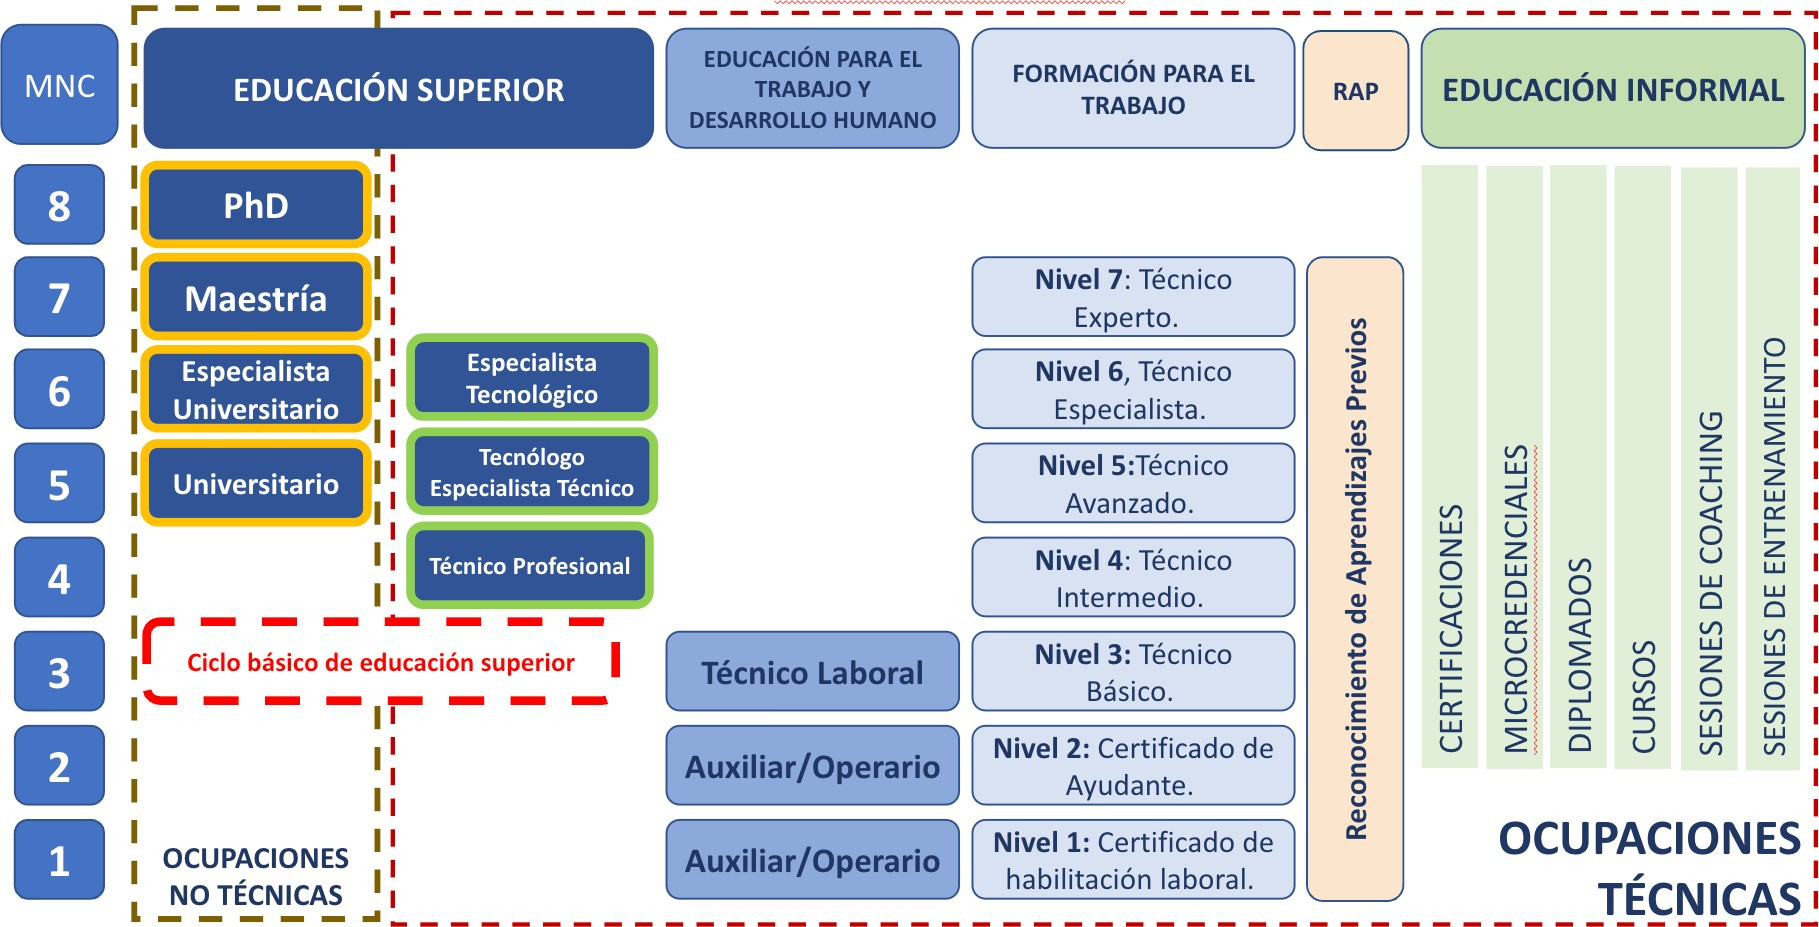 MNC
EDUCACIÓN SUPERIOR
EDUCACIÓN PARA EL
TRABAJO Y
DESARROLLO HUMANO
FORMACIÓN PARA EL
TRABAJO
RAP
EDUCACIÓN INFORMAL
8
PhD
7
Maestría
Nivel 7: Técnico
Experto.
6
Especialista
Universitario
Especialista
Tecnológico
Nivel 6, Técnico
Especialista.
5
Universitario
Tecnólogo
Especialista Técnico
Nivel 5:Técnico
Avanzado.
4
Técnico Profesional
Nivel 4: Técnico
Intermedio.
3
Ciclo básico de educación superior
Técnico Laboral
Nivel 3: Técnico
Básico.
2
Auxiliar/Operario
Nivel 2: Certificado de
Ayudante.
1
OCUPACIONES
NO TÉCNICAS
Auxiliar/Operario
Nivel 1: Certificado de
habilitación laboral.
Reconocimiento de Aprendizajes Previos
CERTIFICACIONES
MICROCREDENCIALES
DIPLOMADOS
CURSOS
SESIONES DE COACHING
SESIONES DE ENTRENAMIENTO
OCUPACIONES
TÉCNICAS